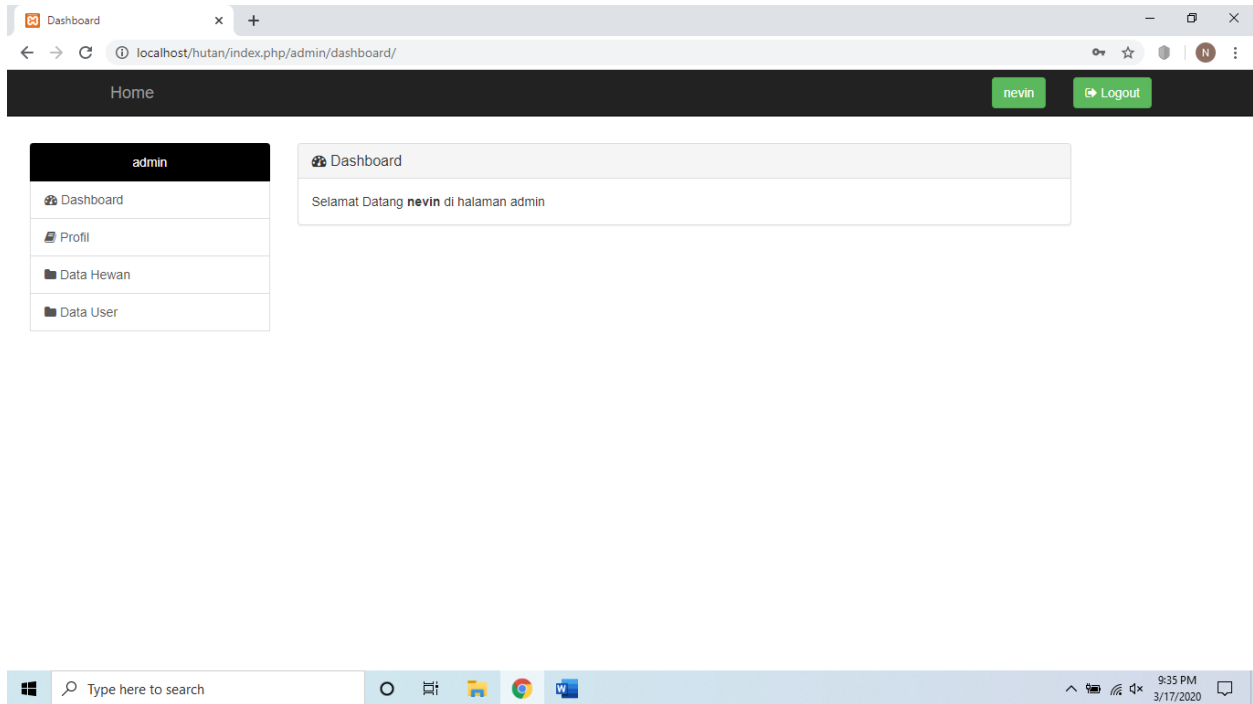 Dashboard
localhost/hutan/index.php/admin/dashboard/
N
Home
nevin
Logout
admin
Dashboard
Profil
Data Hewan
Data User
Dashboard
Selamat Datang nevin di halaman admin
Type here to search
W
9:35 PM
3/17/2020